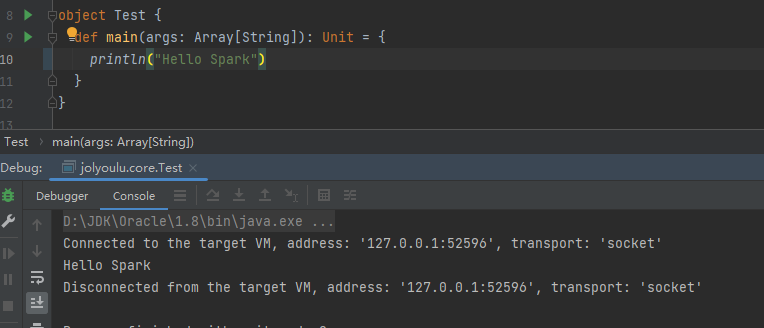 8 object Test {
9 def main(args: Array[String]): Unit = {
10 println("Hello Spark")
11 }
12 }
13
Test > main(args: Array[String])
Debug: jolyoulu.core.Test ×
Debugger Console
D:\JDK\Oracle\1.8\bin\java.exe ...
Connected to the target VM, address: '127.0.0.1:52596', transport: 'socket'
Hello Spark
Disconnected from the target VM, address: '127.0.0.1:52596', transport: 'socket'